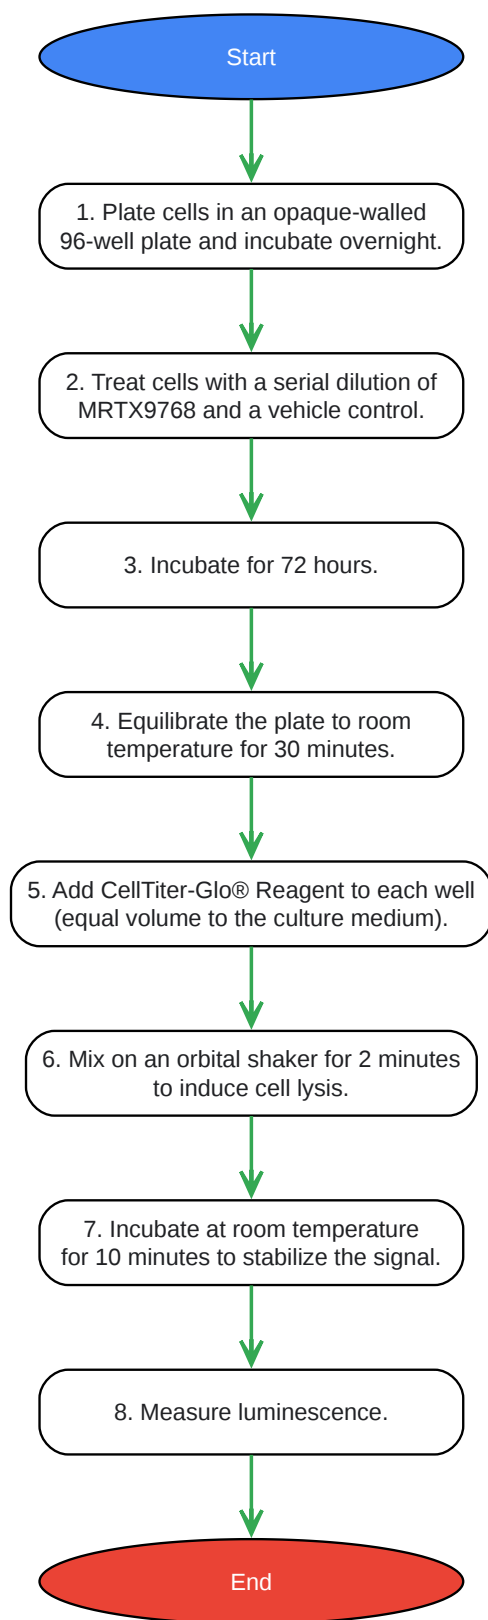 Start
1. Plate cells in an opaque-walled
96-well plate and incubate overnight.
2. Treat cells with a serial dilution of
MRTX9768 and a vehicle control.
3. Incubate for 72 hours.
4. Equilibrate the plate to room
temperature for 30 minutes.
5. Add CellTiter-Glo® Reagent to each well
(equal volume to the culture medium).
6. Mix on an orbital shaker for 2 minutes
to induce cell lysis.
7. Incubate at room temperature
for 10 minutes to stabilize the signal.
8. Measure luminescence.
End